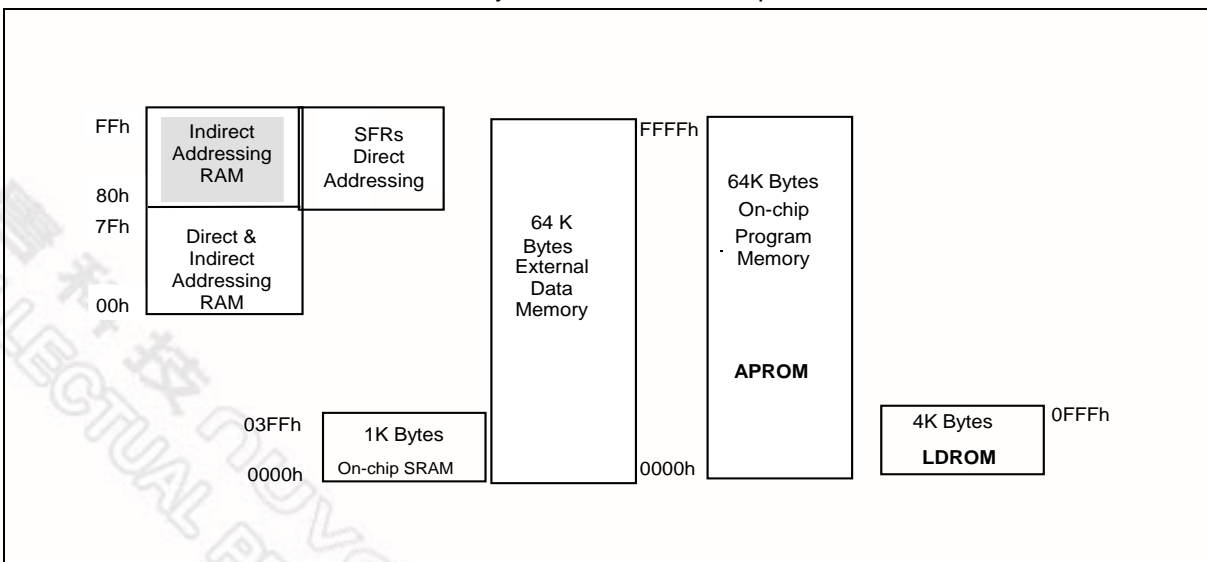 FFh
Indirect
Addressing
RAM
80h
SFRs
Direct
Addressing
7Fh
Direct &
Indirect
Addressing
RAM
00h
03FFh
1K Bytes
On-chip SRAM
0000h
64 K
Bytes
External
Data
Memory
FFFFh
0000h
64K Bytes
On-chip
Program
Memory
APROM
4K Bytes
LDROM
0FFFh